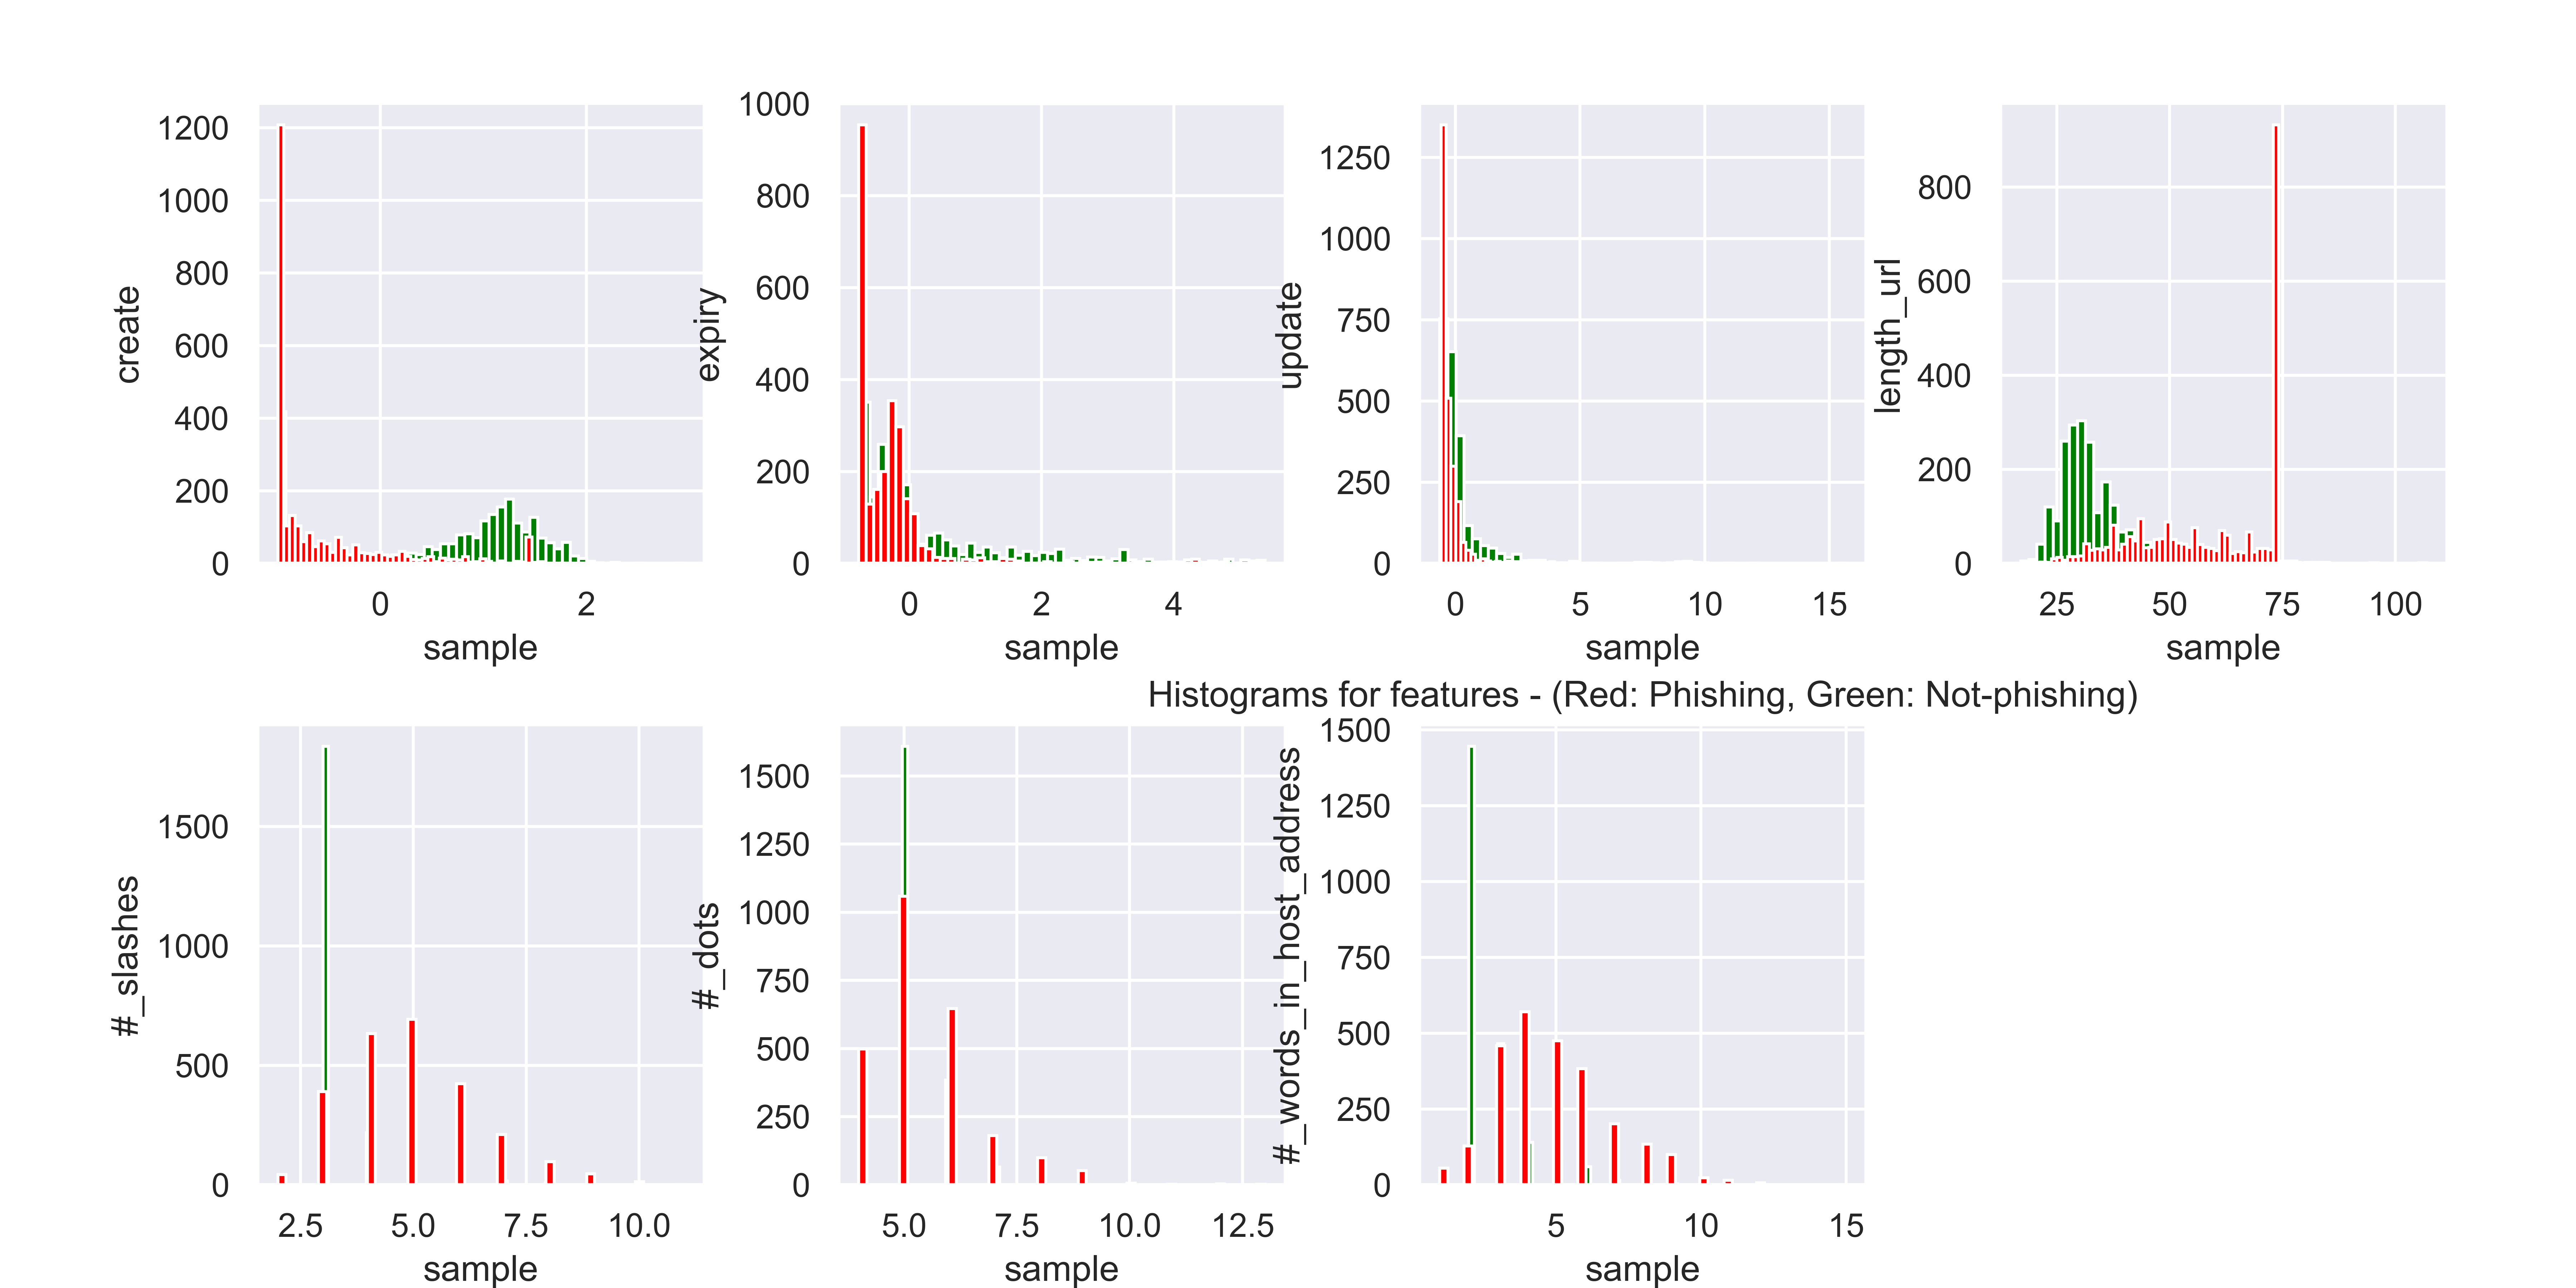 create
1200
1000
800
600
400
200
0
0 2
sample
expiry
1000
800
600
400
200
0
0 2 4
sample
update
1250
1000
750
500
250
0
0 5 10 15
sample
length_url
800
600
400
200
0
25 50 75 100
sample
Histograms for features - (Red: Phishing, Green: Not-phishing)
#_slashes
1500
1000
500
0
2.5 5.0 7.5 10.0
sample
#_dots
1500
1250
1000
750
500
250
0
5.0 7.5 10.0 12.5
sample
#_words_in_host_address
1500
1250
1000
750
500
250
0
5 10 15
sample